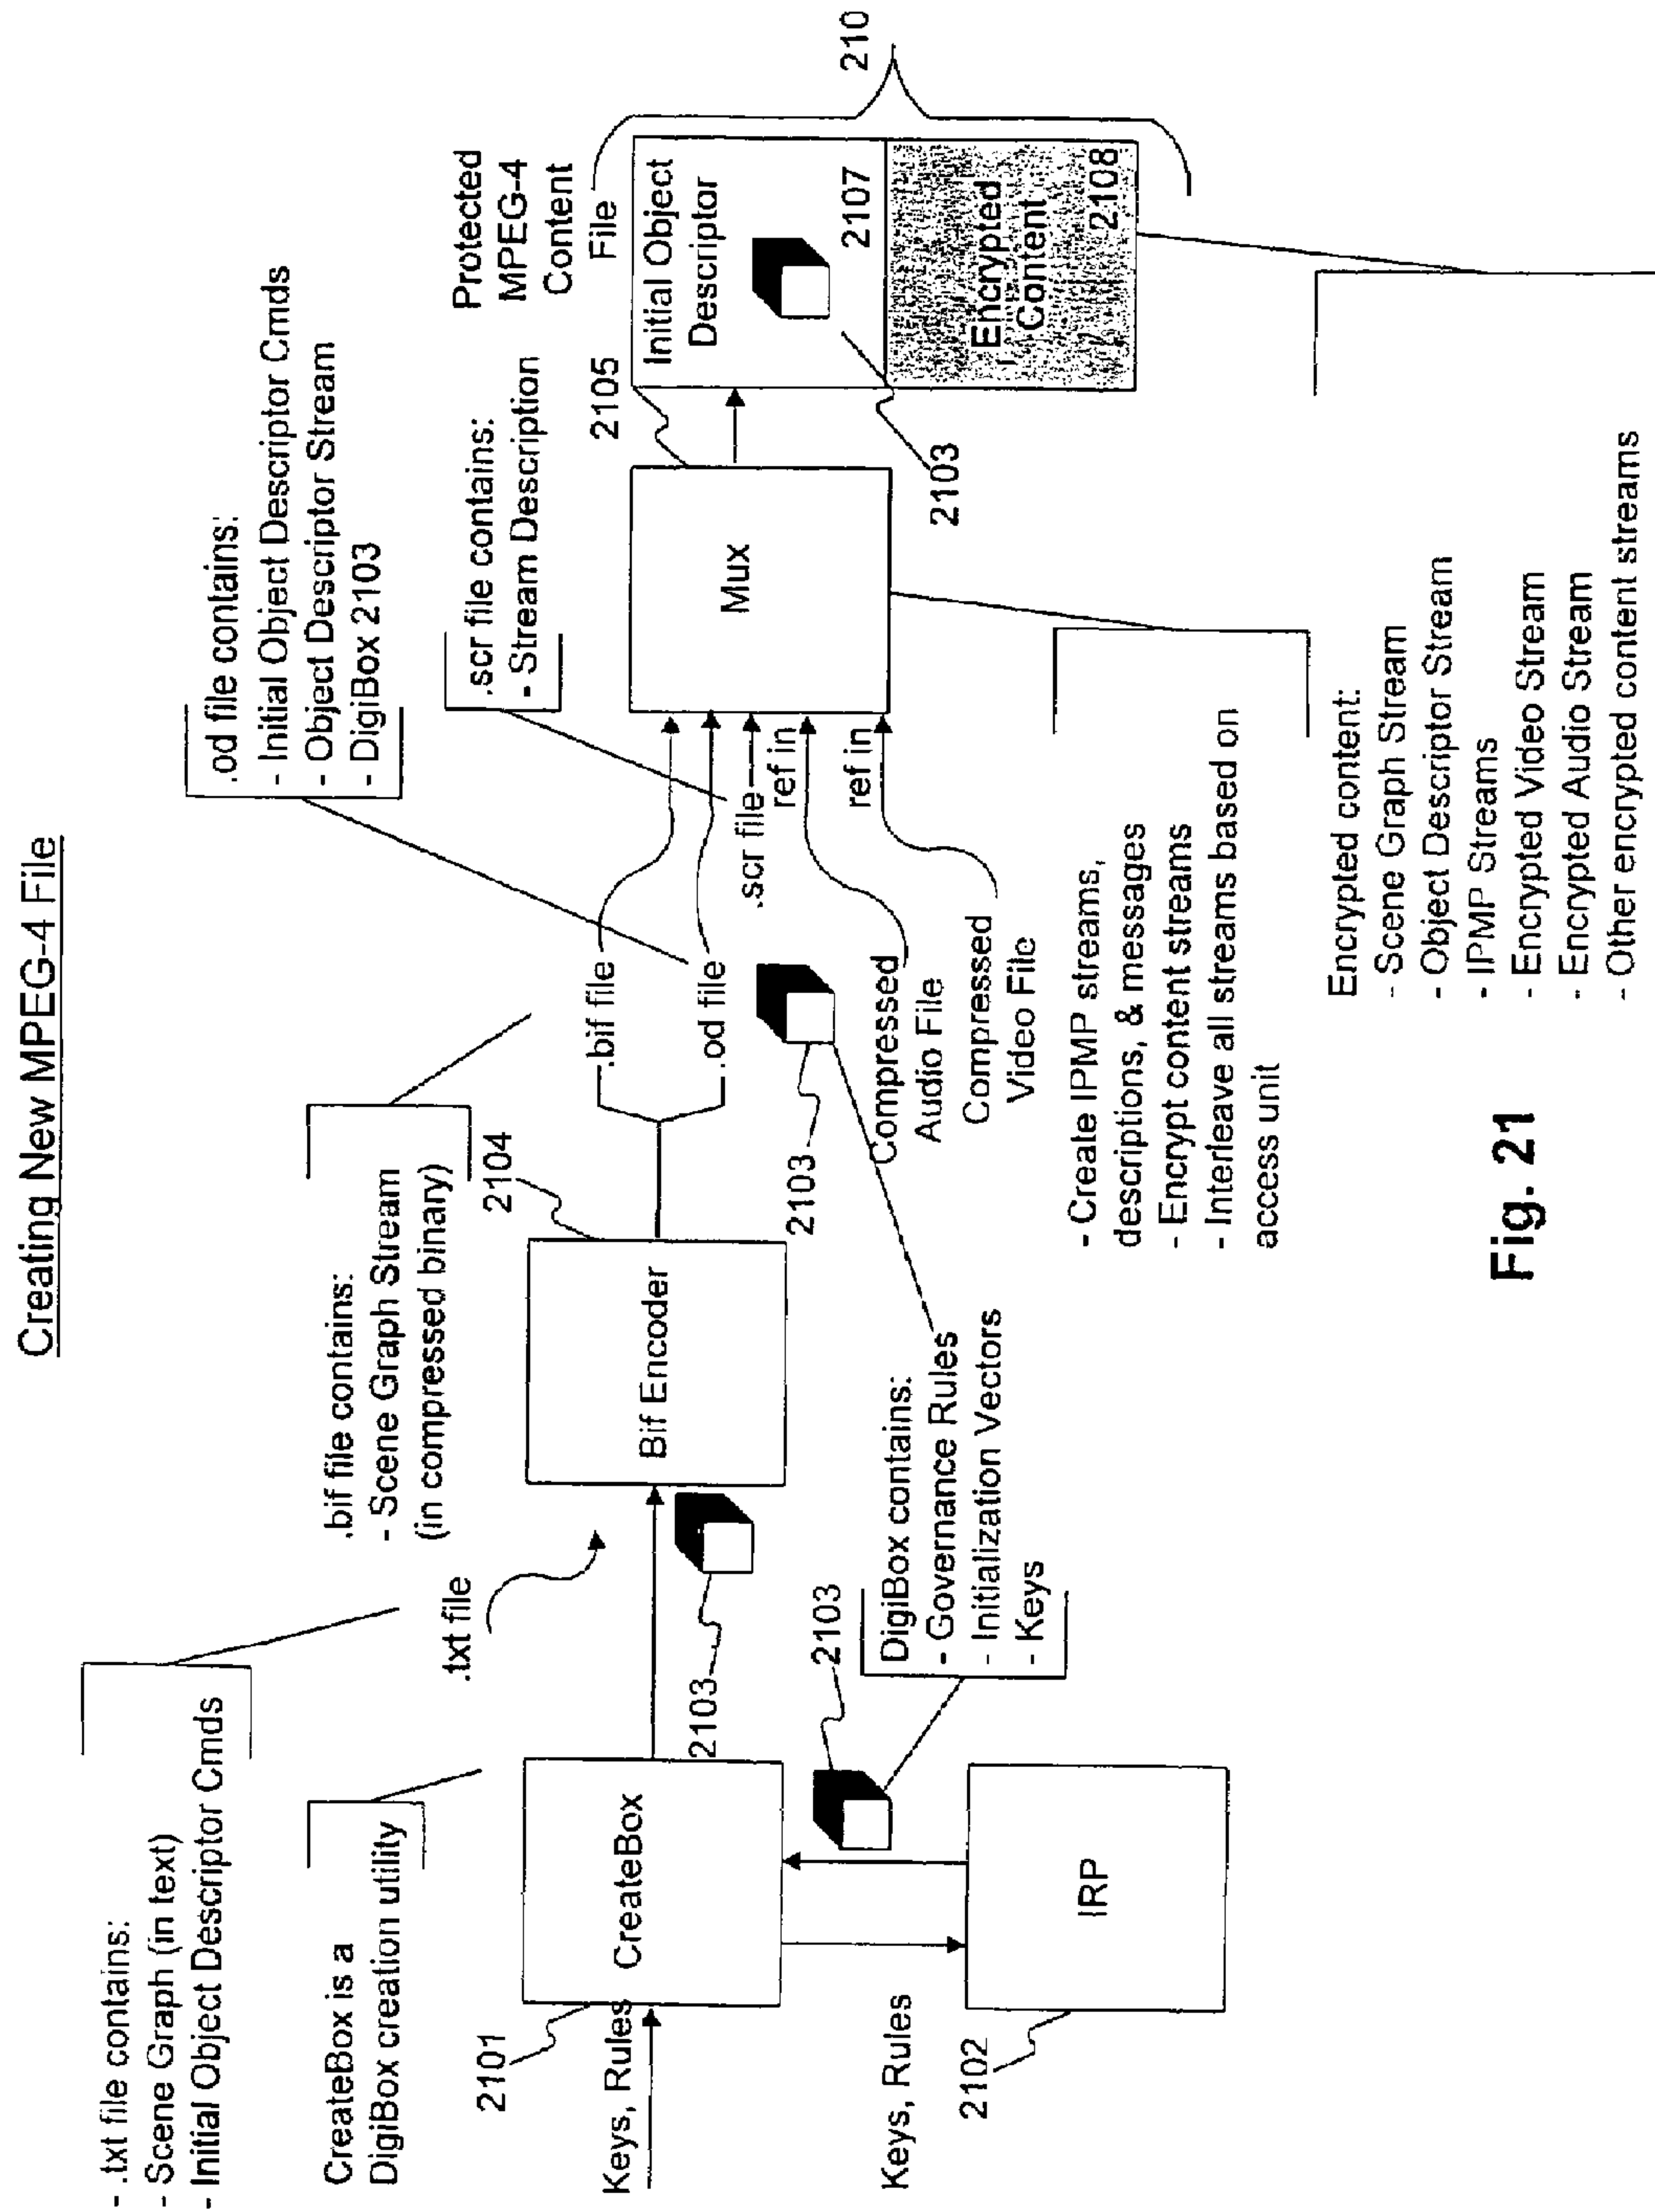 Creating New MPEG-4 File
- .txt file contains:
- Scene Graph (in text)
- Initial Object Descriptor Cmds
CreateBox is a
DigiBox creation utility
2101
Keys, Rules
CreateBox
Keys, Rules
2102
IRP
2103
DigiBox contains:
- Governance Rules
- Initialization Vectors
- Keys
.txt file
2103
.bif file contains:
- Scene Graph Stream
(in compressed binary)
2104
Bif Encoder
.bif file
.od file
2103
.od file contains:
- Initial Object Descriptor Cmds
- Object Descriptor Stream
- DigiBox 2103
.scr file contains:
- Stream Description
.scr file
ref in
ref in
Compressed
Audio File
Compressed
Video File
2105
Mux
- Create IPMP streams,
descriptions, & messages
- Encrypt content streams
- Interleave all streams based on
access unit
Protected
MPEG-4
Content
File
Initial Object
Descriptor
2107
2103
Encrypted
Content
2108
210
Encrypted content:
- Scene Graph Stream
- Object Descriptor Stream
- IPMP Streams
- Encrypted Video Stream
- Encrypted Audio Stream
- Other encrypted content streams
Fig. 21